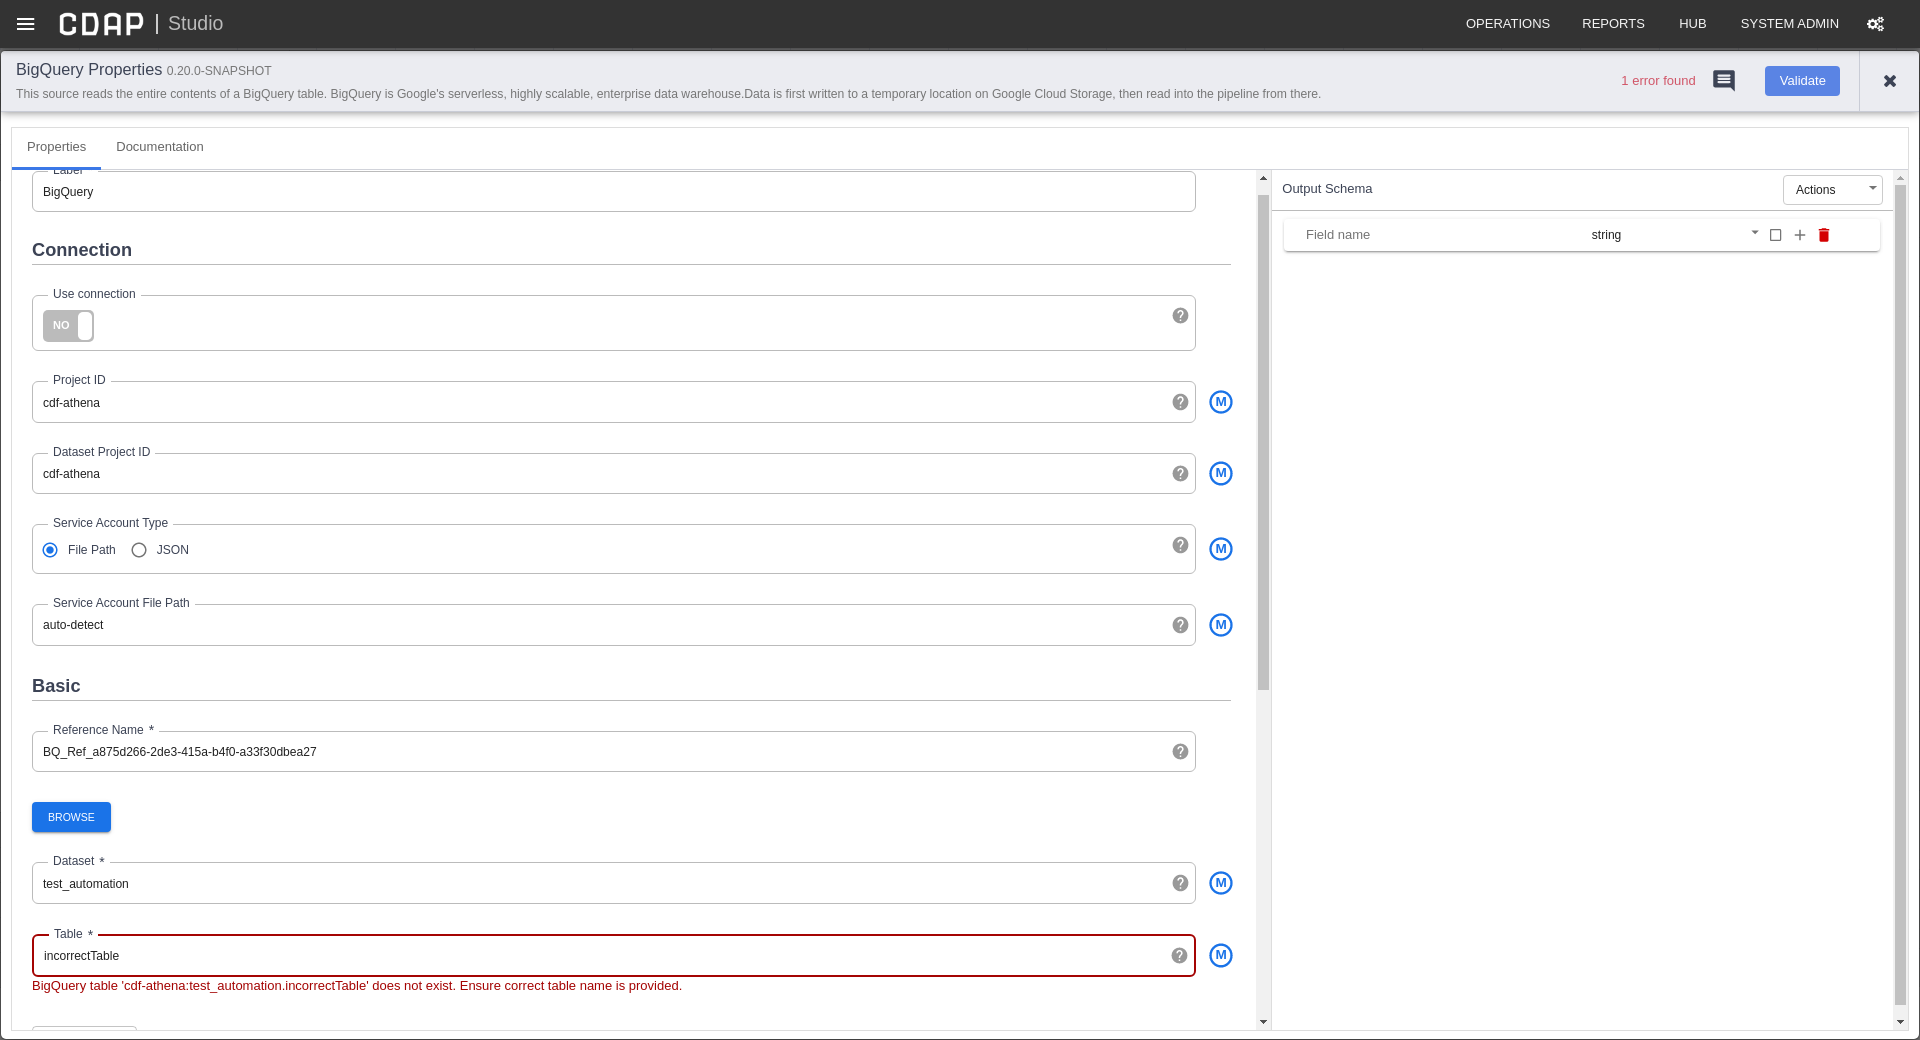 CDAP | Studio
OPERATIONS REPORTS HUB SYSTEM ADMIN
BigQuery Properties 0.20.0-SNAPSHOT
This source reads the entire contents of a BigQuery table. BigQuery is Google's serverless, highly scalable, enterprise data warehouse.Data is first written to a temporary location on Google Cloud Storage, then read into the pipeline from there.
1 error found
Validate
Properties Documentation
Label
BigQuery
Connection
Use connection
NO
Project ID
cdf-athena
M
Dataset Project ID
cdf-athena
M
Service Account Type
File Path JSON
M
Service Account File Path
auto-detect
M
Basic
Reference Name *
BQ_Ref_a875d266-2de3-415a-b4f0-a33f30dbea27
BROWSE
Dataset *
test_automation
M
Table *
incorrectTable
M
BigQuery table 'cdf-athena:test_automation.incorrectTable' does not exist. Ensure correct table name is provided.
Output Schema
Actions
Field name string